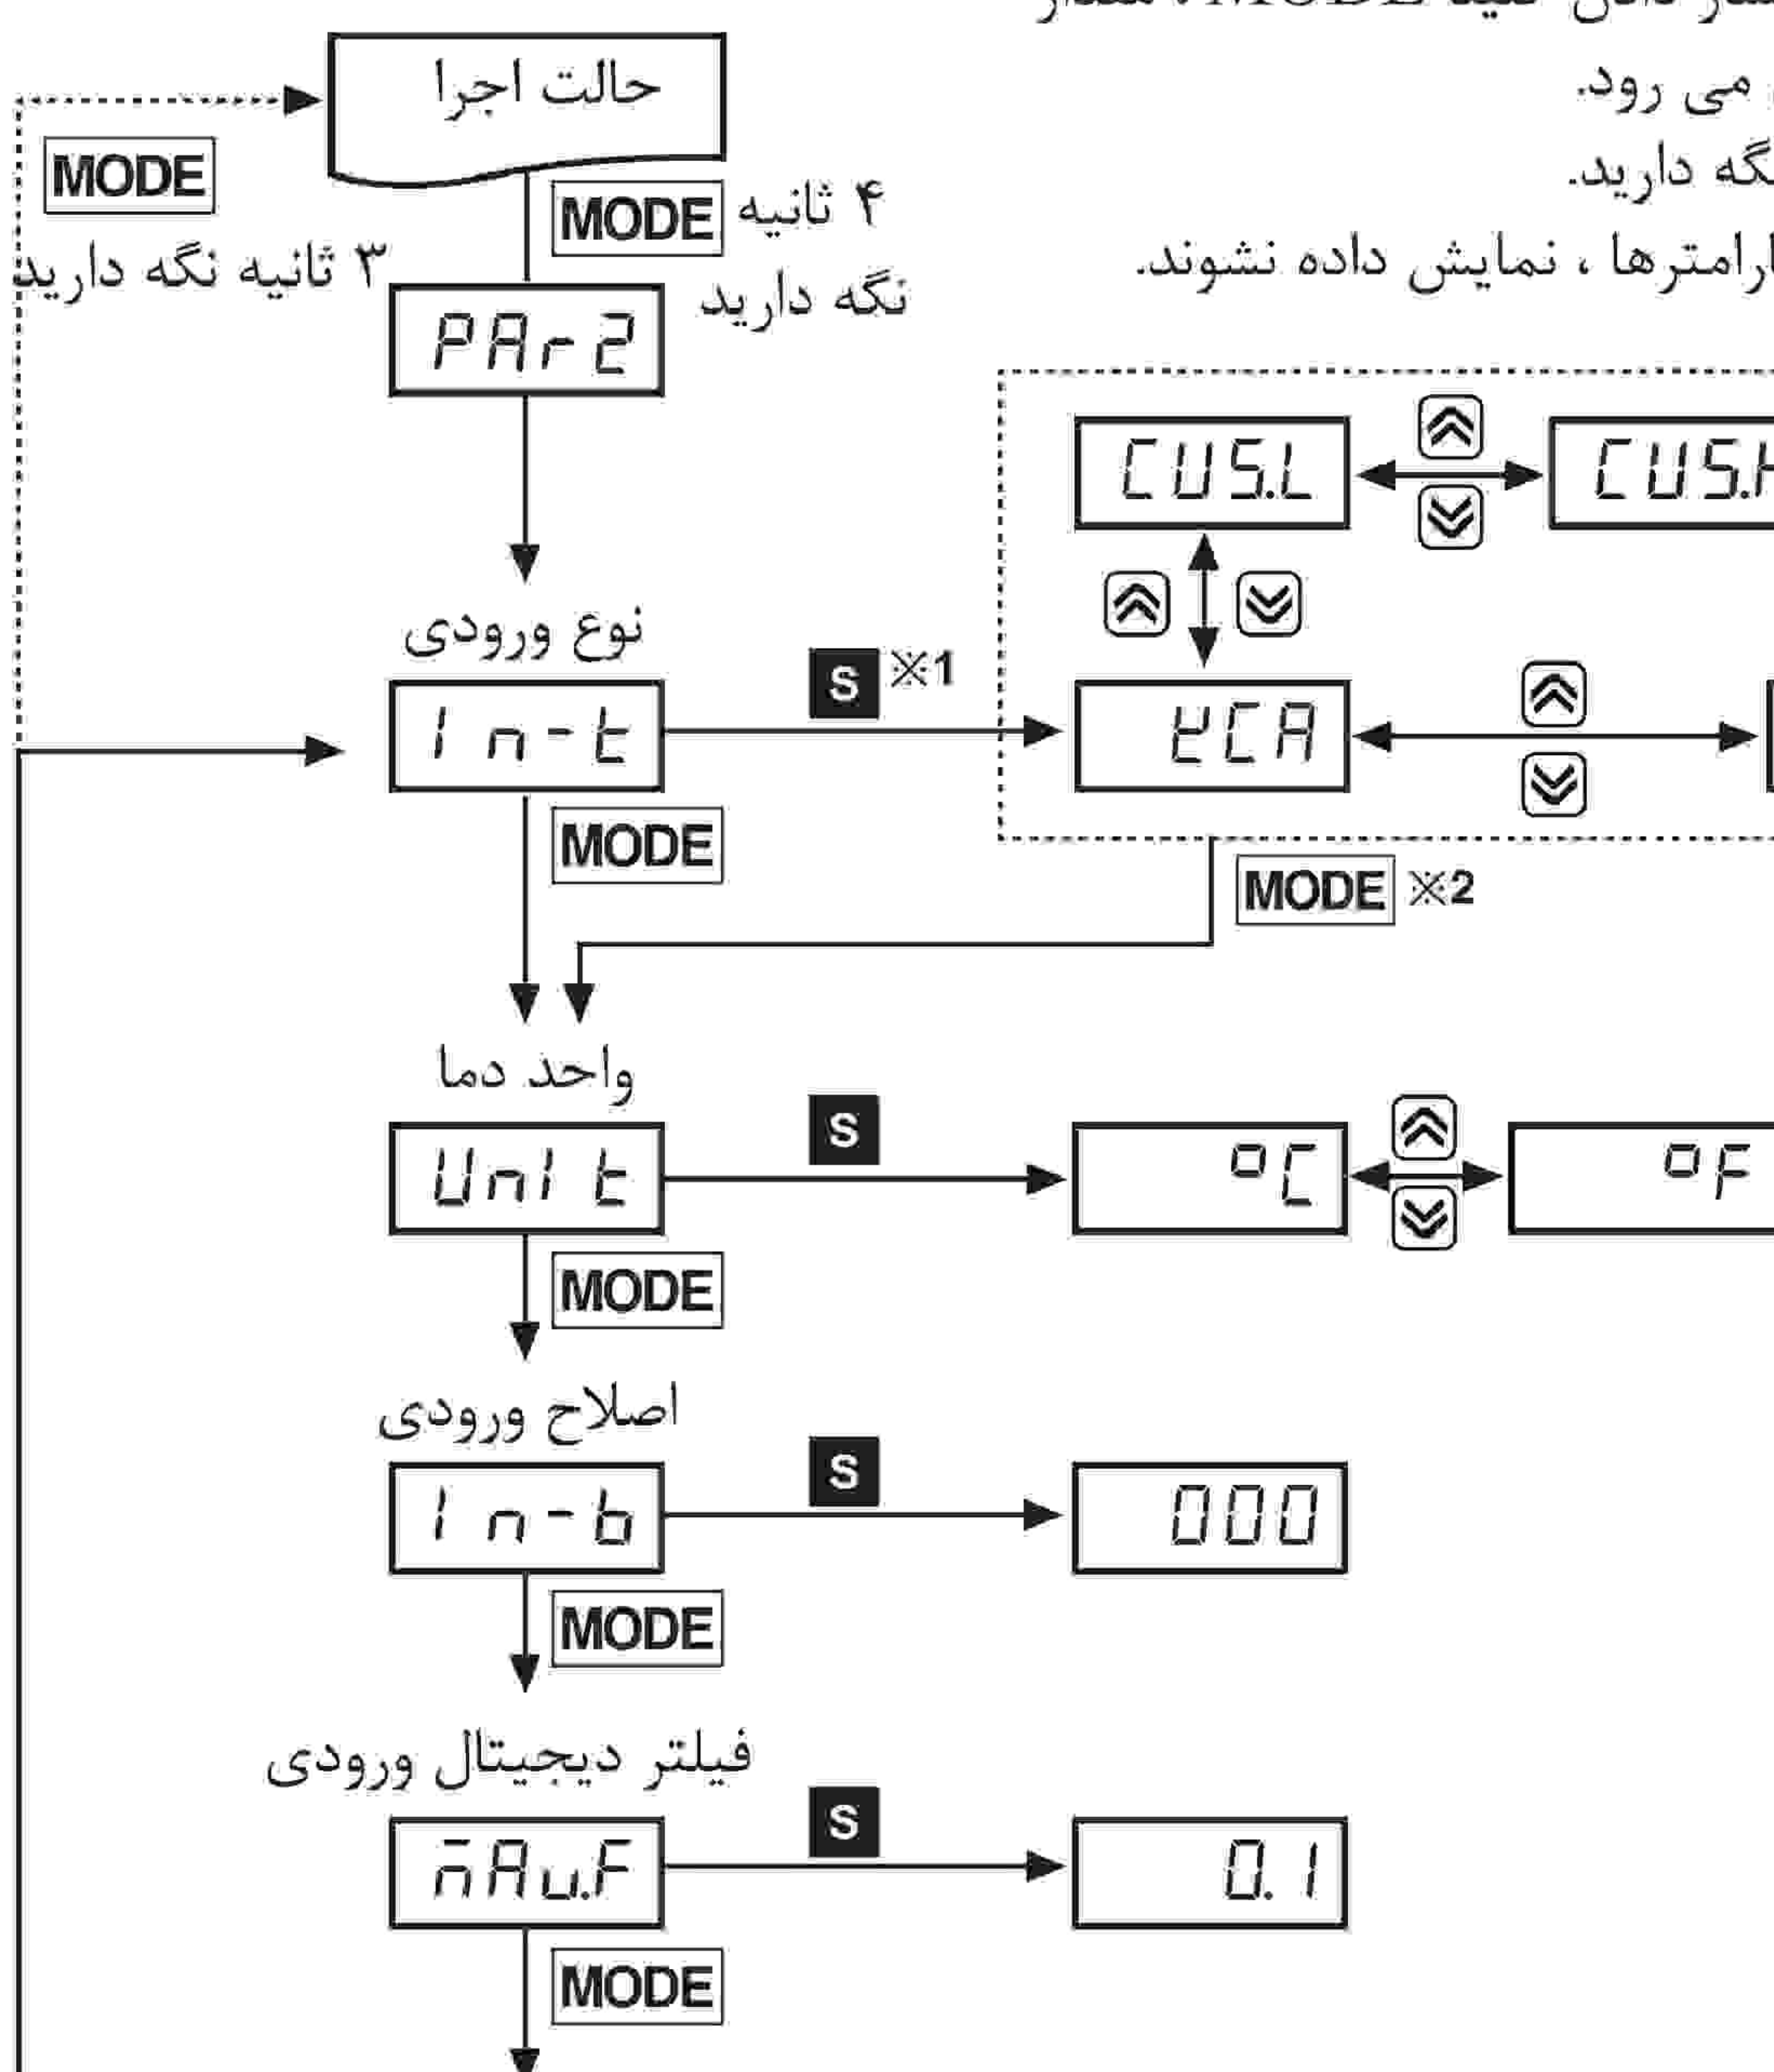 می رود.
حالت اجرا
MODE
نگه دارید.
MODE ۴ ثانیه
نگه دارید
۳ ثانیه نگه دارید
، نمایش داده نشوند.
PAr2
CUS.L
نوع ورودی
S ※1
In-t
MODE
MODE ※2
واحد دما
S
UnIt
°C
°F
MODE
اصلاح ورودی
S
In-b
000
MODE
فیلتر دیجیتال ورودی
S
mAv.F
0.1
MODE